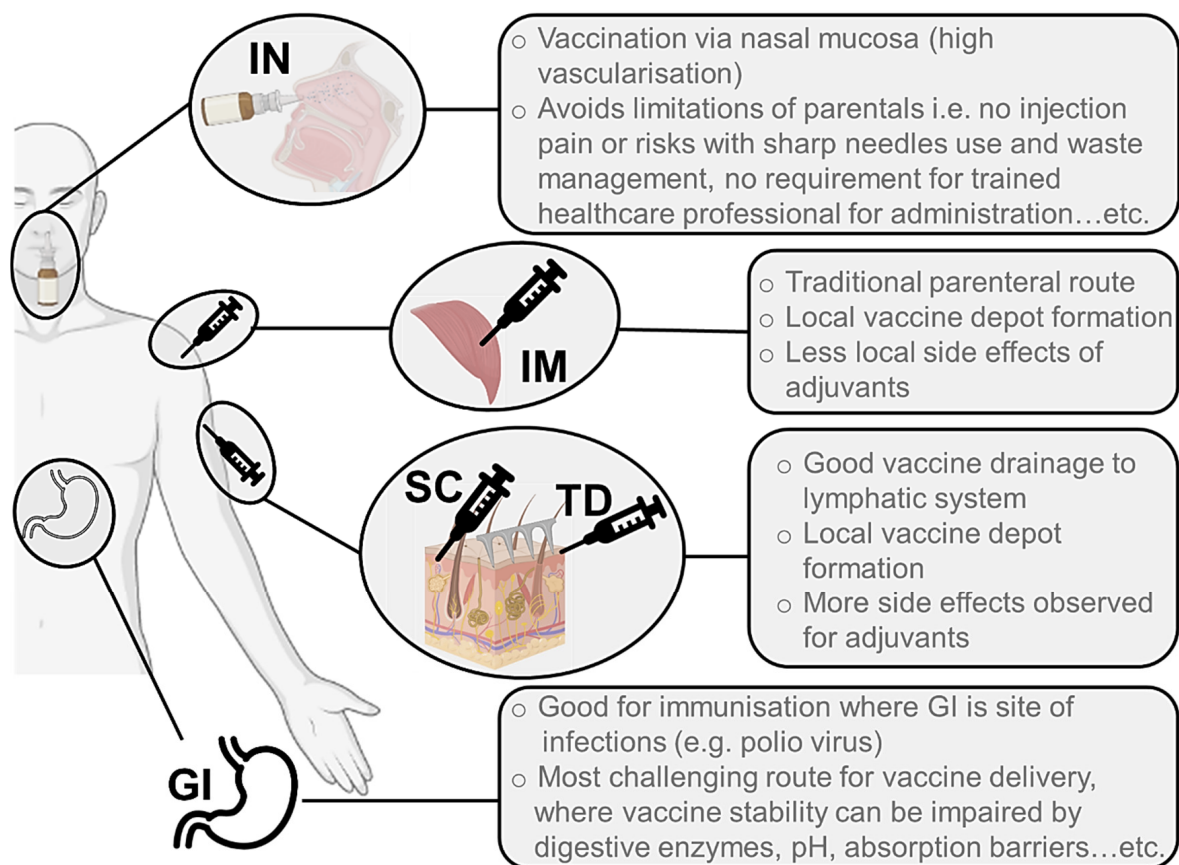 IN
○ Vaccination via nasal mucosa (high
vascularisation)
○ Avoids limitations of parentals i.e. no injection
pain or risks with sharp needles use and waste
management, no requirement for trained
healthcare professional for administration…etc.
IM
○ Traditional parenteral route
○ Local vaccine depot formation
○ Less local side effects of
adjuvants
SC
TD
○ Good vaccine drainage to
lymphatic system
○ Local vaccine depot
formation
○ More side effects observed
for adjuvants
GI
○ Good for immunisation where GI is site of
infections (e.g. polio virus)
○ Most challenging route for vaccine delivery,
where vaccine stability can be impaired by
digestive enzymes, pH, absorption barriers…etc.